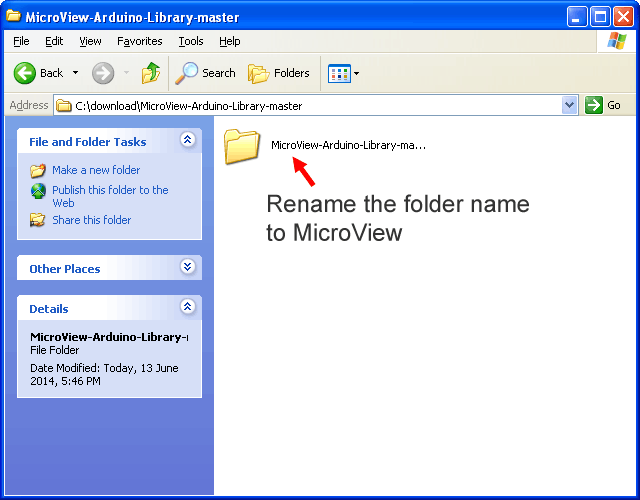 MicroView-Arduino-Library-master
File Edit View Favorites Tools Help
Back Search Folders
Address C:\download\MicroView-Arduino-Library-master Go
File and Folder Tasks
Make a new folder
Publish this folder to the
Web
Share this folder
Other Places
Details
MicroView-Arduino-Library-
File Folder
Date Modified: Today, 13 June
2014, 5:46 PM
MicroView-Arduino-Library-ma...
Rename the folder name
to MicroView